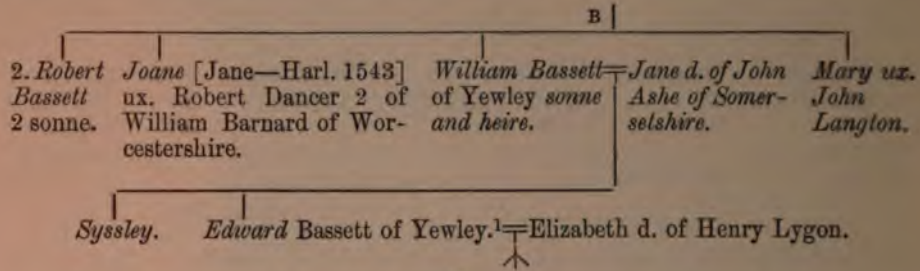 B
2. Robert Bassett 2 sonne.
Joane [Jane—Harl. 1543]
ux. Robert Dancer 2 of
William Barnard of Wor-
cestershire.
William Bassett=Jane d. of John
of Yewley sonne Ashe of Somer-
and heire. setshire.
Mary ux.
John
Langton.
Syssley. Edward Bassett of Yewley.¹=Elizabeth d. of Henry Lygon.